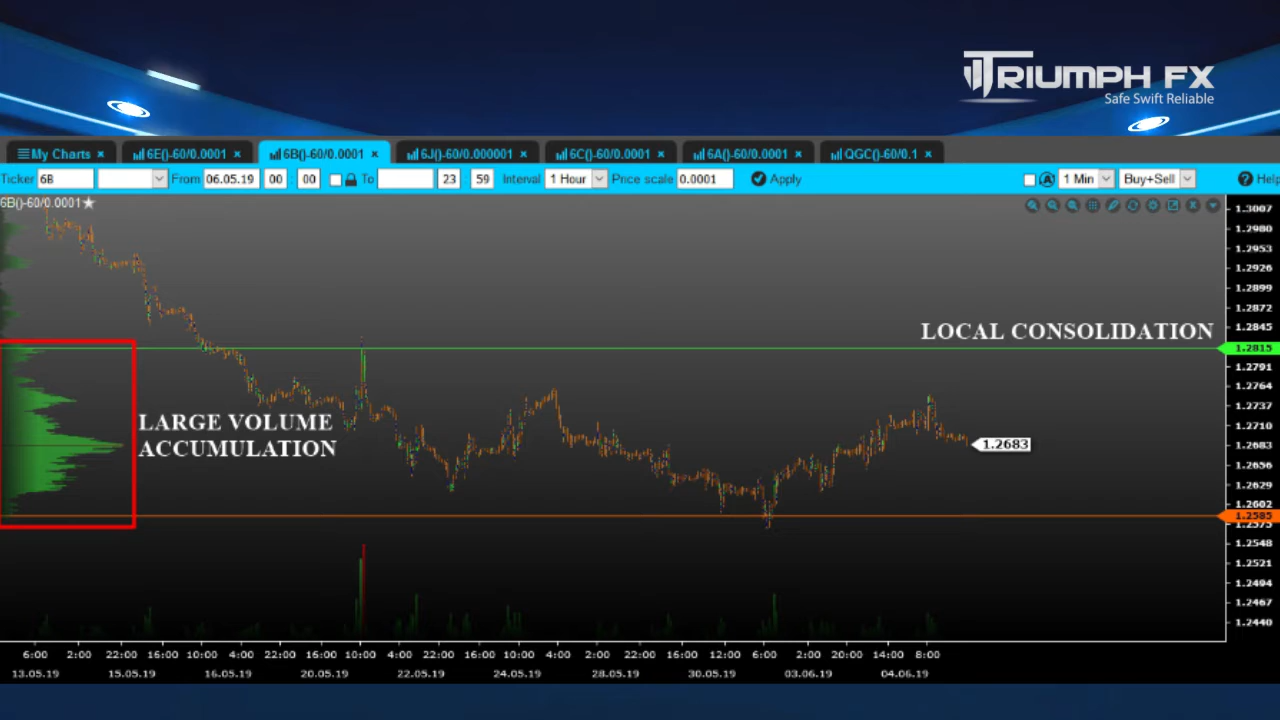 TRIUMPH FX
Safe Swift Reliable
My Charts × 6E()-60/0.0001 × 6B()-60/0.0001 × 6J()-60/0.000001 × 6C()-60/0.0001 × 6A()-60/0.0001 × QGC()-60/0.1 ×
Ticker 6B From 06.05.19 00 : 00 To 23 : 59 Interval 1 Hour Price scale 0.0001 Apply 1 Min Buy+Sell Help
6B()-60/0.0001★
1.3007
1.2980
1.2953
1.2926
1.2899
1.2872
1.2845
LOCAL CONSOLIDATION
1.2815
1.2791
1.2764
1.2737
LARGE VOLUME
1.2710
ACCUMULATION
1.2683
1.2683
1.2656
1.2629
1.2602
1.2585
1.2575
1.2548
1.2521
1.2494
1.2467
1.2440
6:00 2:00 22:00 16:00 10:00 4:00 22:00 16:00 10:00 4:00 22:00 16:00 10:00 4:00 2:00 22:00 16:00 12:00 6:00 2:00 20:00 14:00 8:00
13.05.19 15.05.19 16.05.19 20.05.19 22.05.19 24.05.19 28.05.19 30.05.19 03.06.19 04.06.19